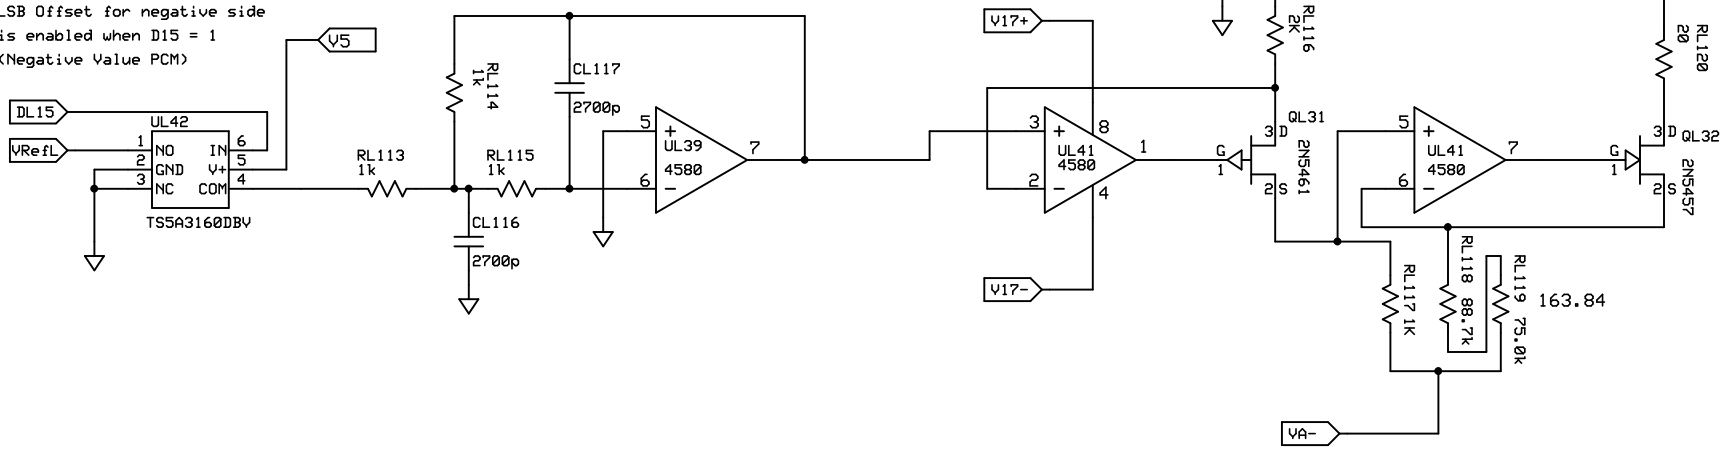 LSB Offset for negative side
is enabled when D15 = 1
(Negative Value PCM)
V5
DL15
VRefL
UL42
1 NO IN 6
2 GND V+ 5
3 NC COM 4
TS5A3160DBV
RL113
1k
RL114
1k
RL115
1k
CL116
2700p
CL117
2700p
5 +
UL39
4580
6 -
7
V17+
V17-
3 +
UL41
4580
2 -
8
4
1
RL116
2K
QL31
3 D
G
1
2 S
2N5461
5 +
UL41
4580
6 -
7
RL120
20
QL32
3 D
G
1
2 S
2N5457
RL117 1K
RL118 88.7k
RL119 75.0k
163.84
VA-